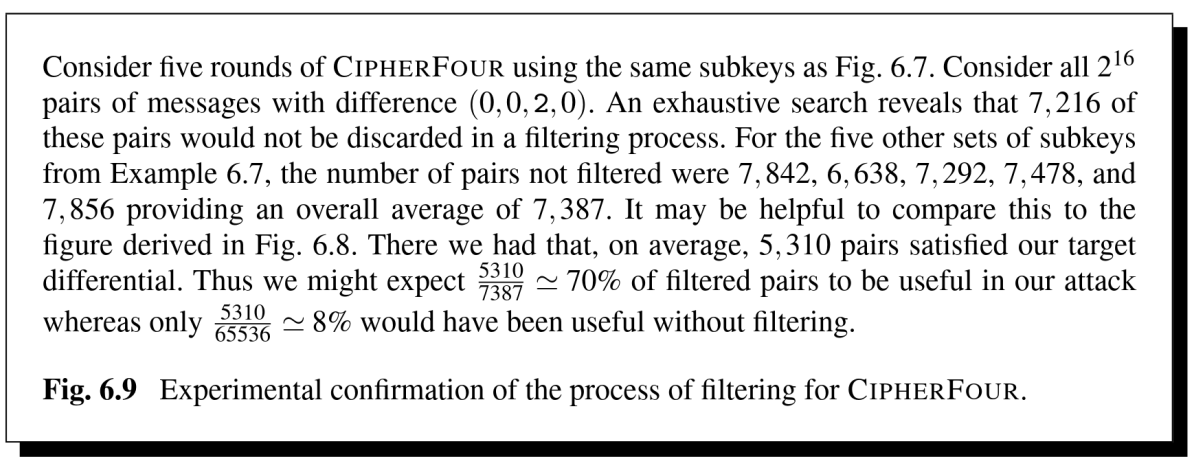 Consider five rounds of CIPHERFOUR using the same subkeys as Fig. 6.7. Consider all 2^16
pairs of messages with difference (0,0,2,0). An exhaustive search reveals that 7,216 of
these pairs would not be discarded in a filtering process. For the five other sets of subkeys
from Example 6.7, the number of pairs not filtered were 7,842, 6,638, 7,292, 7,478, and
7,856 providing an overall average of 7,387. It may be helpful to compare this to the
figure derived in Fig. 6.8. There we had that, on average, 5,310 pairs satisfied our target
differential. Thus we might expect 5310/7387 ≃ 70% of filtered pairs to be useful in our attack
whereas only 5310/65536 ≃ 8% would have been useful without filtering.
Fig. 6.9 Experimental confirmation of the process of filtering for CIPHERFOUR.